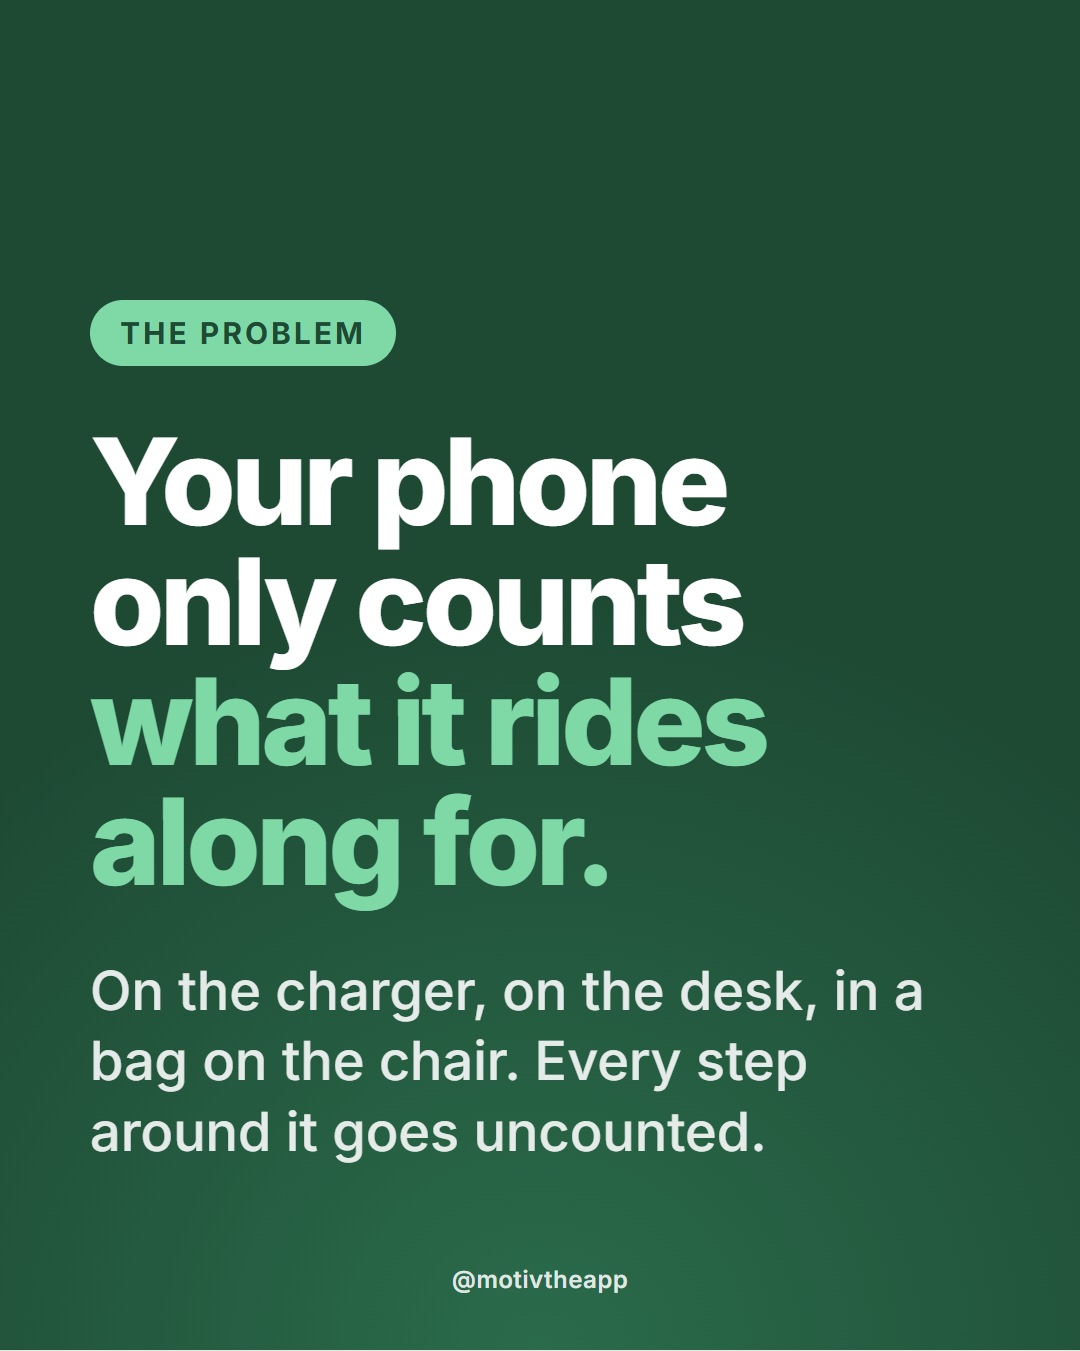 THE PROBLEM
Your phone
only counts
what it rides
along for.
On the charger, on the desk, in a
bag on the chair. Every step
around it goes uncounted.
@motivtheapp